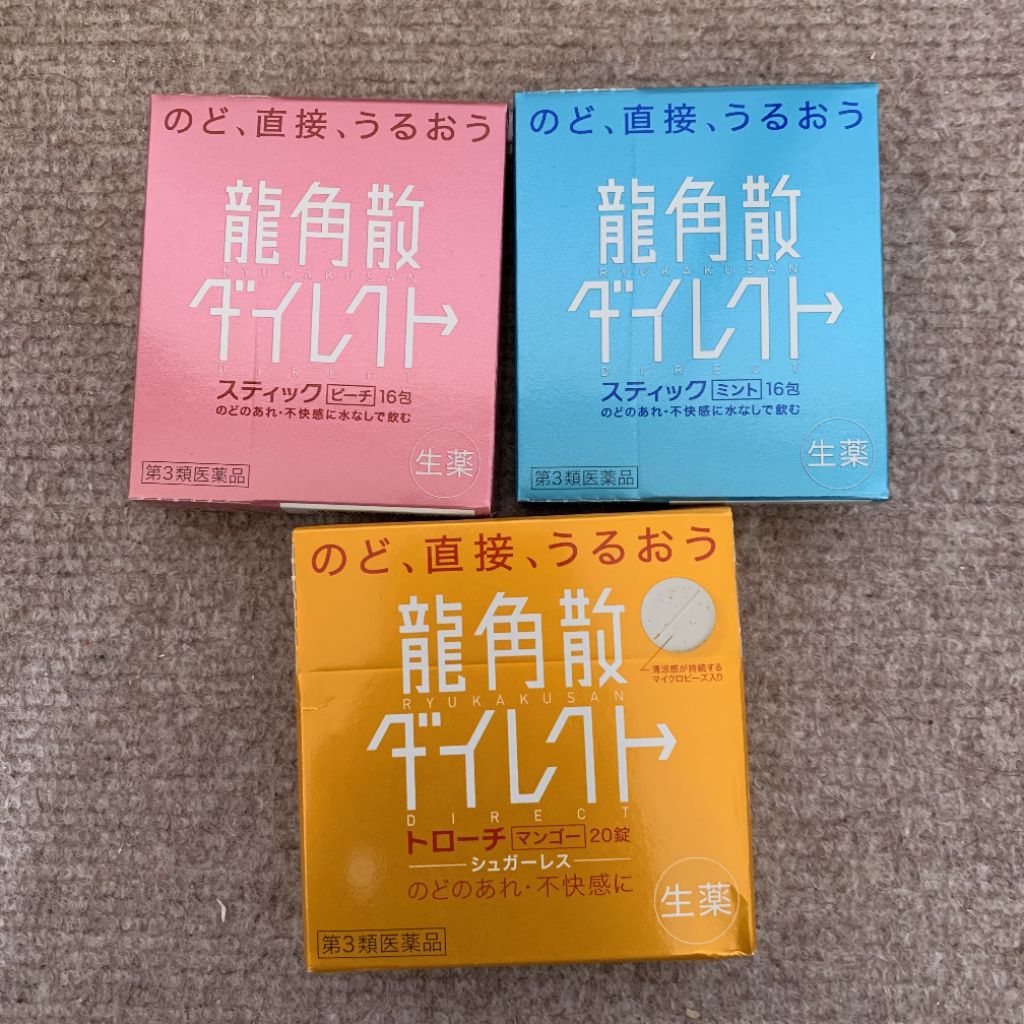 のど、直接、うるおう
龍角散
RYUKAKUSAN
ダイレクト
DIRECT
スティック ピーチ 16包
のどのあれ・不快感に水なしで飲む
第3類医薬品
生薬
のど、直接、うるおう
龍角散
RYUKAKUSAN
ダイレクト
DIRECT
スティック ミント 16包
のどのあれ・不快感に水なしで飲む
第3類医薬品
生薬
のど、直接、うるおう
龍角散
RYUKAKUSAN
清涼感が持続する
マイクロビーズ入り
ダイレクト
DIRECT
トローチ マンゴー 20錠
シュガーレス
のどのあれ・不快感に
第3類医薬品
生薬